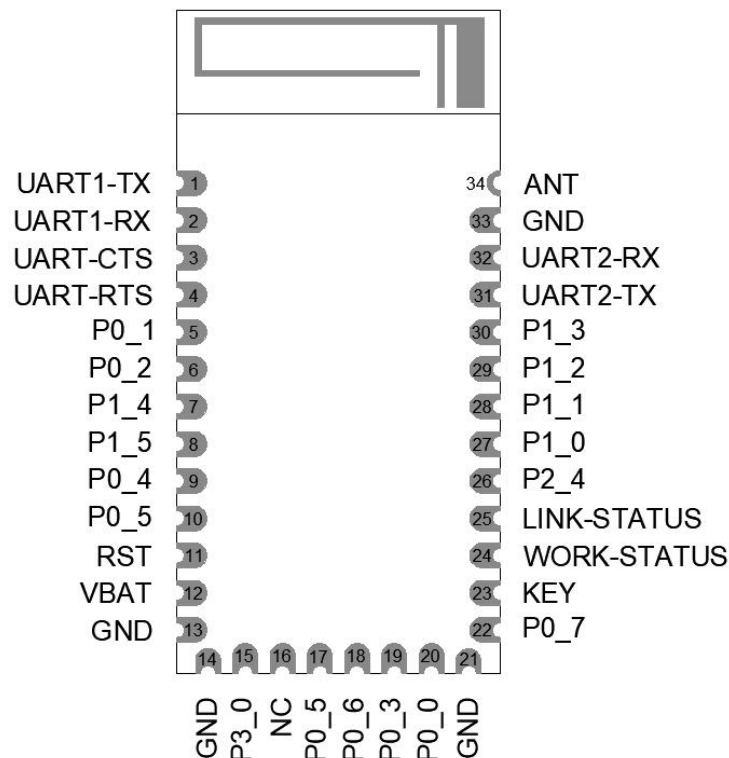 UART1-TX 1 34 ANT
UART1-RX 2 33 GND
UART-CTS 3 32 UART2-RX
UART-RTS 4 31 UART2-TX
P0_1 5 30 P1_3
P0_2 6 29 P1_2
P1_4 7 28 P1_1
P1_5 8 27 P1_0
P0_4 9 26 P2_4
P0_5 10 25 LINK-STATUS
RST 11 24 WORK-STATUS
VBAT 12 23 KEY
GND 13 22 P0_7
14 15 16 17 18 19 20 21
GND P3_0 NC P0_5 P0_6 P0_3 P0_0 GND